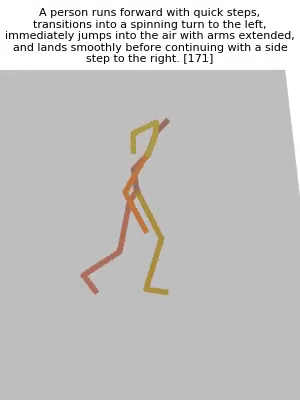 A person runs forward with quick steps,
transitions into a spinning turn to the left,
immediately jumps into the air with arms extended,
and lands smoothly before continuing with a side
step to the right. [171]